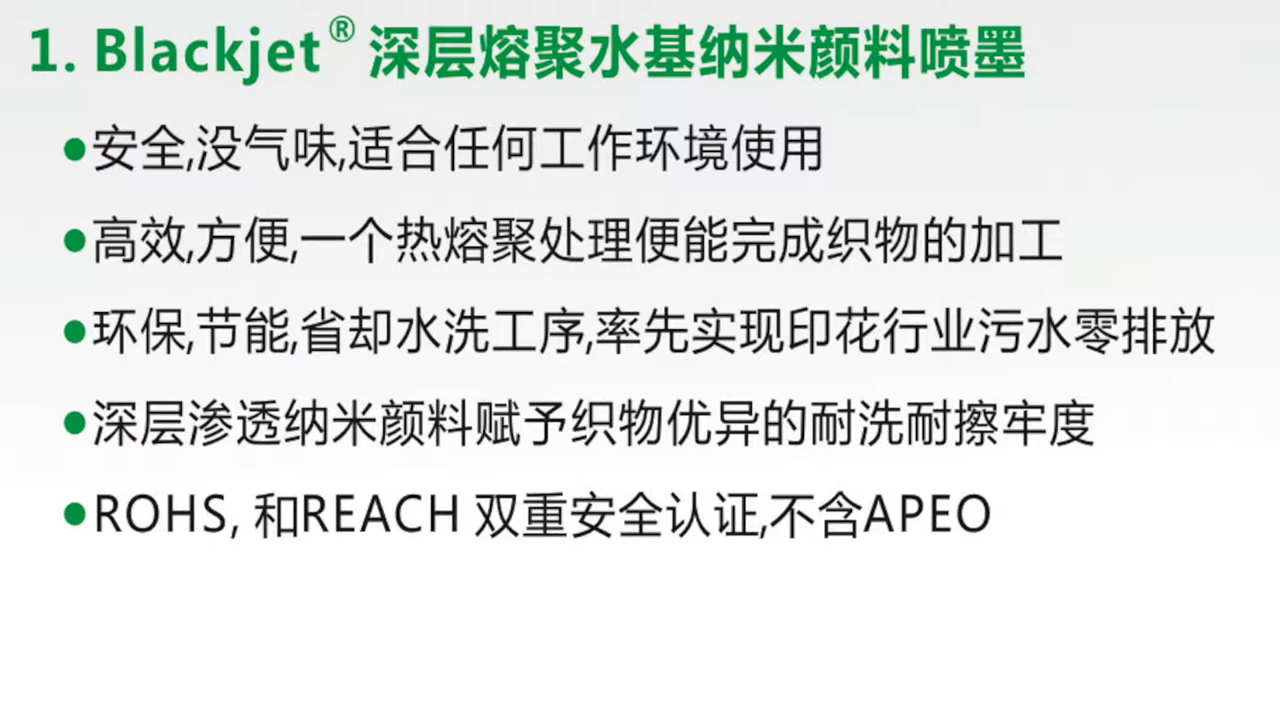 1. Blackjet® 深层熔聚水基纳米颜料喷墨
●安全,没气味,适合任何工作环境使用
●高效,方便,一个热熔聚处理便能完成织物的加工
●环保,节能,省却水洗工序,率先实现印花行业污水零排放
●深层渗透纳米颜料赋予织物优异的耐洗耐擦牢度
●ROHS, 和REACH 双重安全认证,不含APEO